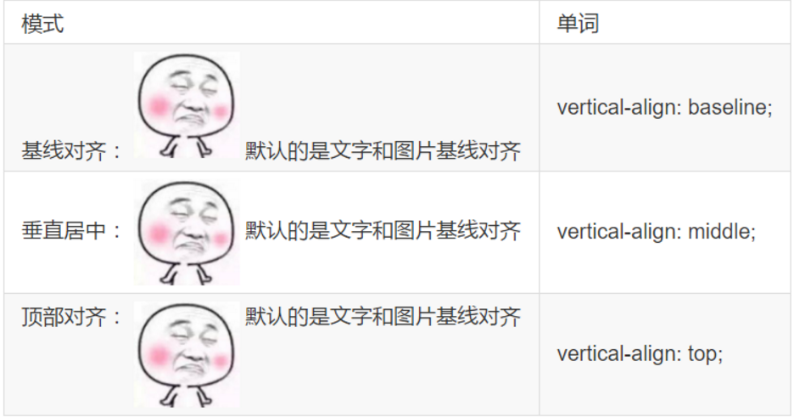 模式 单词
基线对齐： 默认的是文字和图片基线对齐 vertical-align: baseline;
垂直居中： 默认的是文字和图片基线对齐 vertical-align: middle;
顶部对齐： 默认的是文字和图片基线对齐 vertical-align: top;